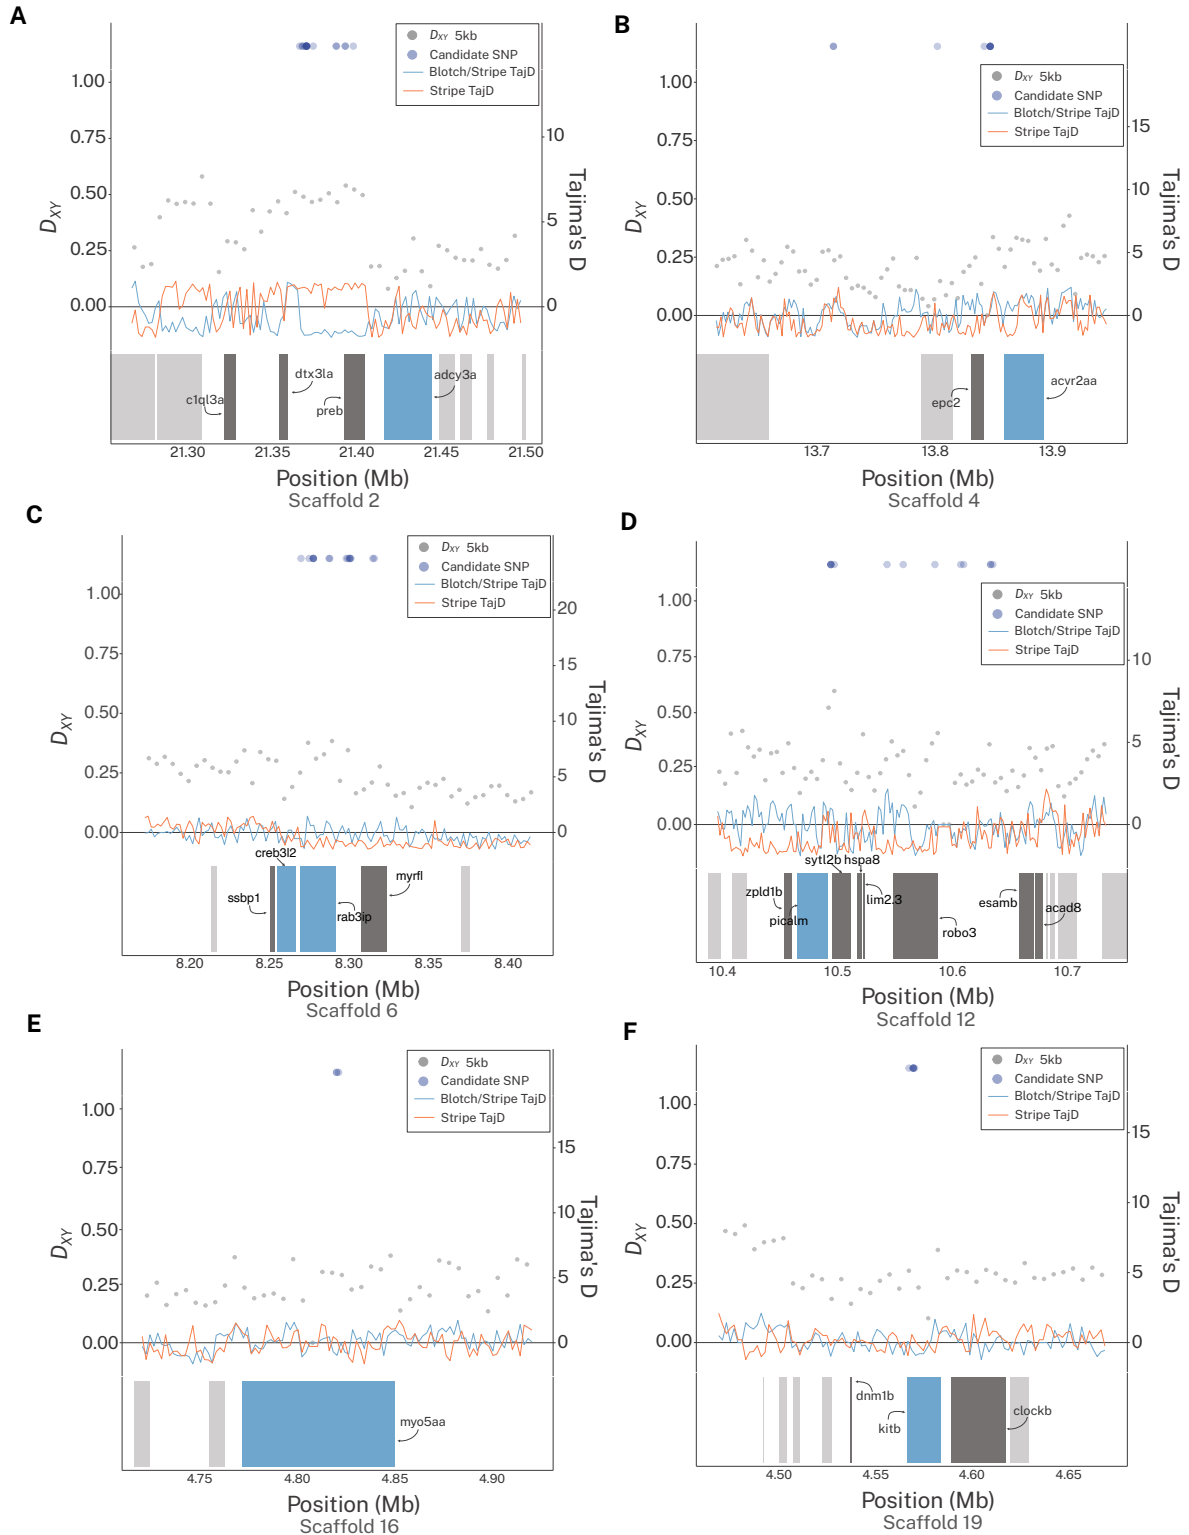 A
DXY 5kb
Candidate SNP
Blotch/Stripe TajD
Stripe TajD
1.00
0.75
0.50
0.25
0.00
10
5
0
DXY
Tajima's D
c1ql3a
dtx3la
preb
adcy3a
21.30
21.35
21.40
21.45
21.50
Position (Mb)
Scaffold 2
B
DXY 5kb
Candidate SNP
Blotch/Stripe TajD
Stripe TajD
1.00
0.75
0.50
0.25
0.00
15
10
5
0
DXY
Tajima's D
epc2
acvr2aa
13.7
13.8
13.9
Position (Mb)
Scaffold 4
C
DXY 5kb
Candidate SNP
Blotch/Stripe TajD
Stripe TajD
1.00
0.75
0.50
0.25
0.00
20
15
10
5
0
DXY
Tajima's D
creb3l2
ssbp1
rab3ip
myrfl
8.20
8.25
8.30
8.35
8.40
Position (Mb)
Scaffold 6
D
DXY 5kb
Candidate SNP
Blotch/Stripe TajD
Stripe TajD
1.00
0.75
0.50
0.25
0.00
10
5
0
DXY
Tajima's D
sytl2b hspa8
zpld1b
picalm
lim2.3
robo3
esamb
acad8
10.4
10.5
10.6
10.7
Position (Mb)
Scaffold 12
E
DXY 5kb
Candidate SNP
Blotch/Stripe TajD
Stripe TajD
1.00
0.75
0.50
0.25
0.00
15
10
5
0
DXY
Tajima's D
myo5aa
4.75
4.80
4.85
4.90
Position (Mb)
Scaffold 16
F
DXY 5kb
Candidate SNP
Blotch/Stripe TajD
Stripe TajD
1.00
0.75
0.50
0.25
0.00
15
10
5
0
DXY
Tajima's D
dnm1b
kitb
clockb
4.50
4.55
4.60
4.65
Position (Mb)
Scaffold 19